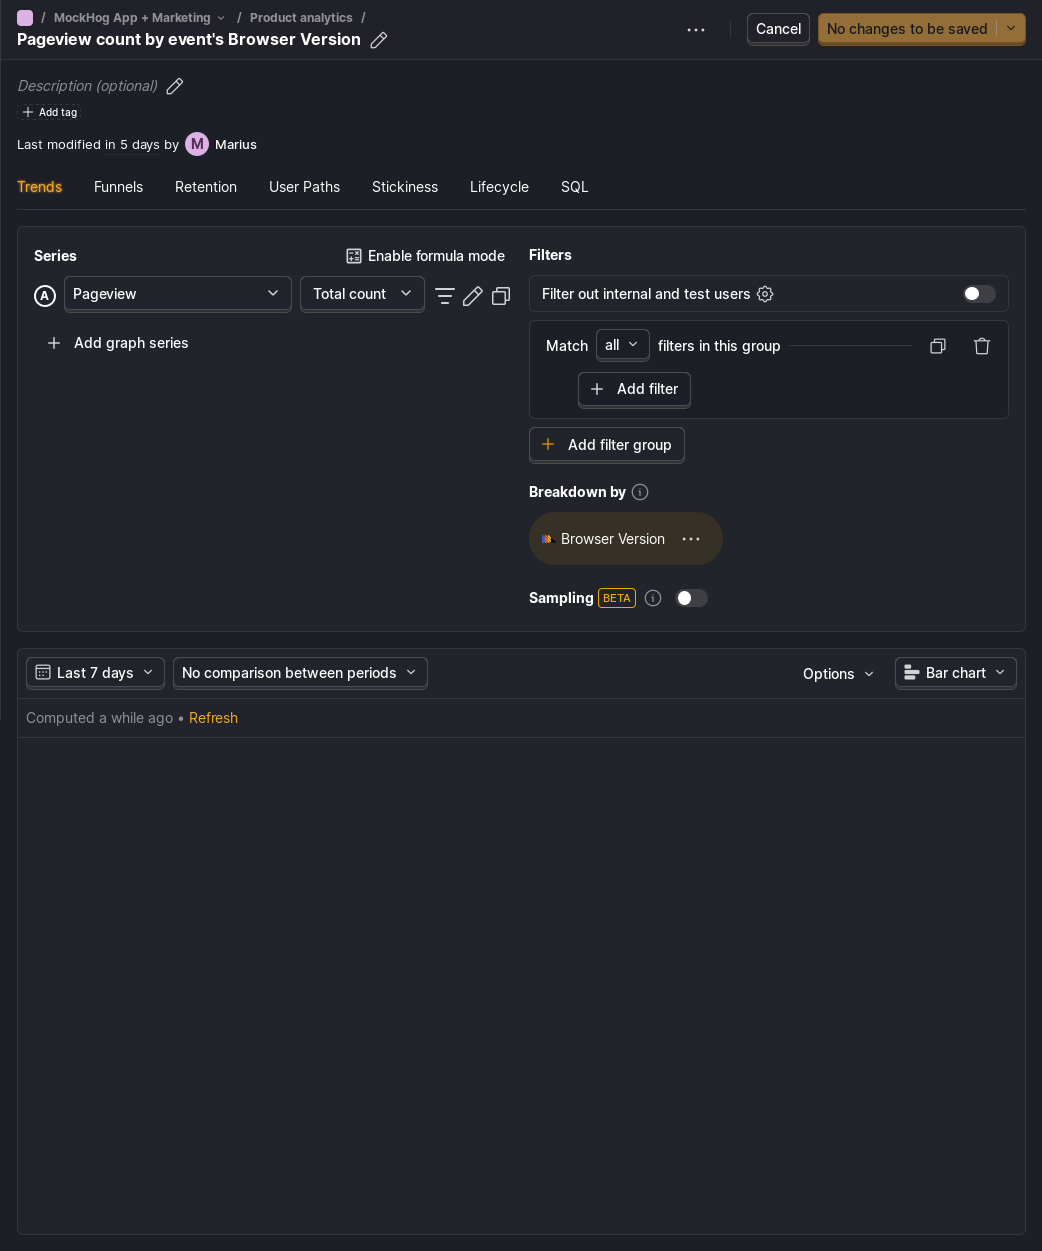 / MockHog App + Marketing / Product analytics /
Pageview count by event's Browser Version
Cancel
No changes to be saved
Description (optional)
Add tag
Last modified in 5 days by M Marius
Trends Funnels Retention User Paths Stickiness Lifecycle SQL
Series
Enable formula mode
A Pageview Total count
Add graph series
Filters
Filter out internal and test users
Match all filters in this group
Add filter
Add filter group
Breakdown by
Browser Version
Sampling BETA
Last 7 days No comparison between periods Options Bar chart
Computed a while ago • Refresh